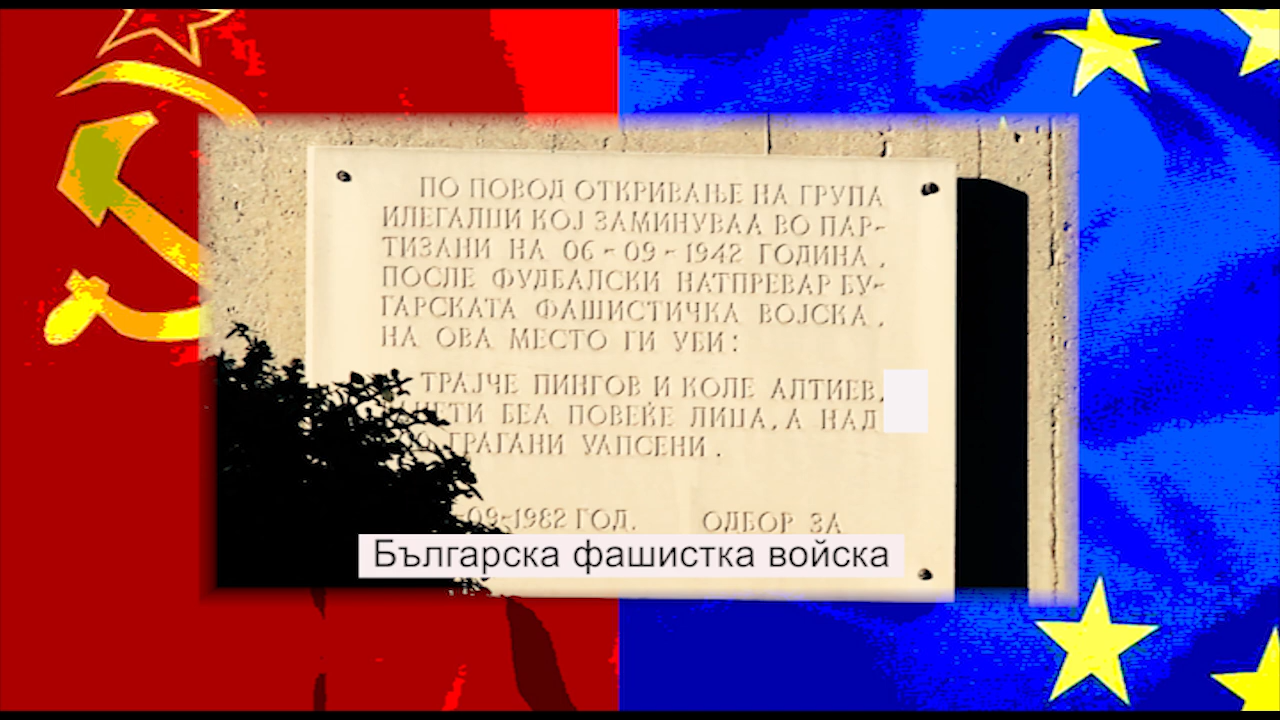 ПО ПОВОД ОТКРИВАЊЕ НА ГРУПА
ИЛЕГАЛЦИ КОЈ ЗАМИНУВАА ВО ПАР-
ТИЗАНИ НА 06-09-1942 ГОДИНА,
ПОСЛЕ ФУДБАЛСКИ НАТПРЕВАР БУ-
ГАРСКАТА ФАШИСТИЧКА ВОЈСКА,
НА ОВА МЕСТО ГИ УБИ:
ТРАЈЧЕ ПИНГОВ И КОЛЕ АЛТИЕВ,
БЕА ПОВЕЌЕ ЛИЦА, А НАД
ГРАГАНИ УАПСЕНИ.
-09-1982 ГОД. ОДБОР ЗА
Българска фашистка войска